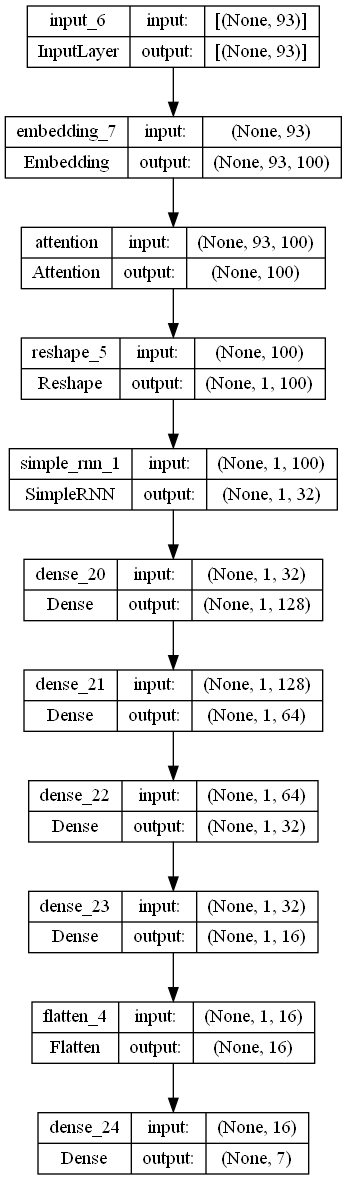 input_6 input: [(None, 93)]
InputLayer output: [(None, 93)]
embedding_7 input: (None, 93)
Embedding output: (None, 93, 100)
attention input: (None, 93, 100)
Attention output: (None, 100)
reshape_5 input: (None, 100)
Reshape output: (None, 1, 100)
simple_rnn_1 input: (None, 1, 100)
SimpleRNN output: (None, 1, 32)
dense_20 input: (None, 1, 32)
Dense output: (None, 1, 128)
dense_21 input: (None, 1, 128)
Dense output: (None, 1, 64)
dense_22 input: (None, 1, 64)
Dense output: (None, 1, 32)
dense_23 input: (None, 1, 32)
Dense output: (None, 1, 16)
flatten_4 input: (None, 1, 16)
Flatten output: (None, 16)
dense_24 input: (None, 16)
Dense output: (None, 7)